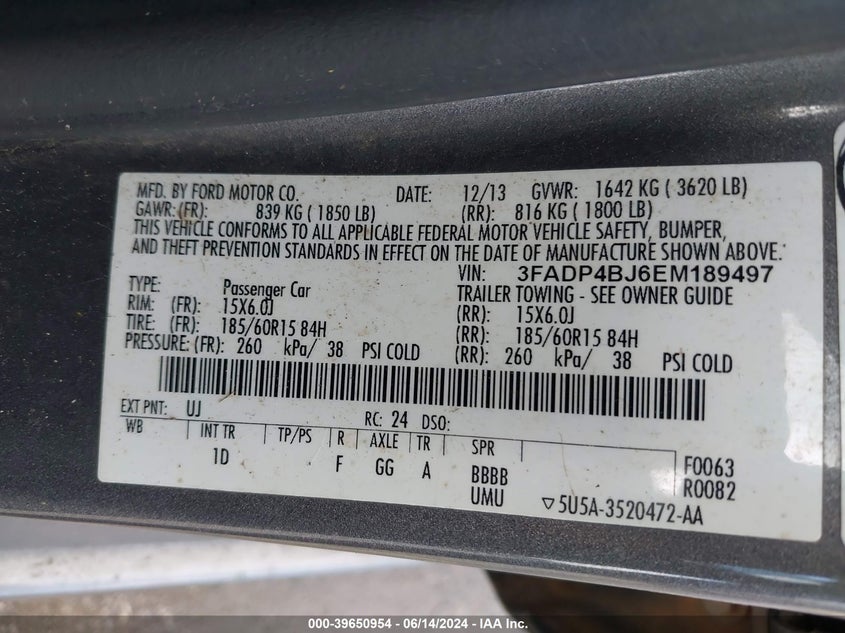 MFD. BY FORD MOTOR CO. DATE: 12/13 GVWR: 1642 KG ( 3620 LB)
GAWR: (FR): 839 KG ( 1850 LB) (RR): 816 KG ( 1800 LB)
THIS VEHICLE CONFORMS TO ALL APPLICABLE FEDERAL MOTOR VEHICLE SAFETY, BUMPER,
AND THEFT PREVENTION STANDARDS IN EFFECT ON THE DATE OF MANUFACTURE SHOWN ABOVE.
VIN: 3FADP4BJ6EM189497
TYPE: Passenger Car TRAILER TOWING - SEE OWNER GUIDE
RIM: (FR): 15X6.0J (RR): 15X6.0J
TIRE: (FR): 185/60R15 84H (RR): 185/60R15 84H
PRESSURE: (FR): 260 kPa/ 38 PSI COLD (RR): 260 kPa/ 38 PSI COLD
EXT PNT: UJ RC: 24 DSO:
WB INT TR TP/PS R AXLE TR SPR F0063
1D F GG A BBBB R0082
UMU ▽5U5A-3520472-AA
000-39650954 - 06/14/2024 - IAA Inc.